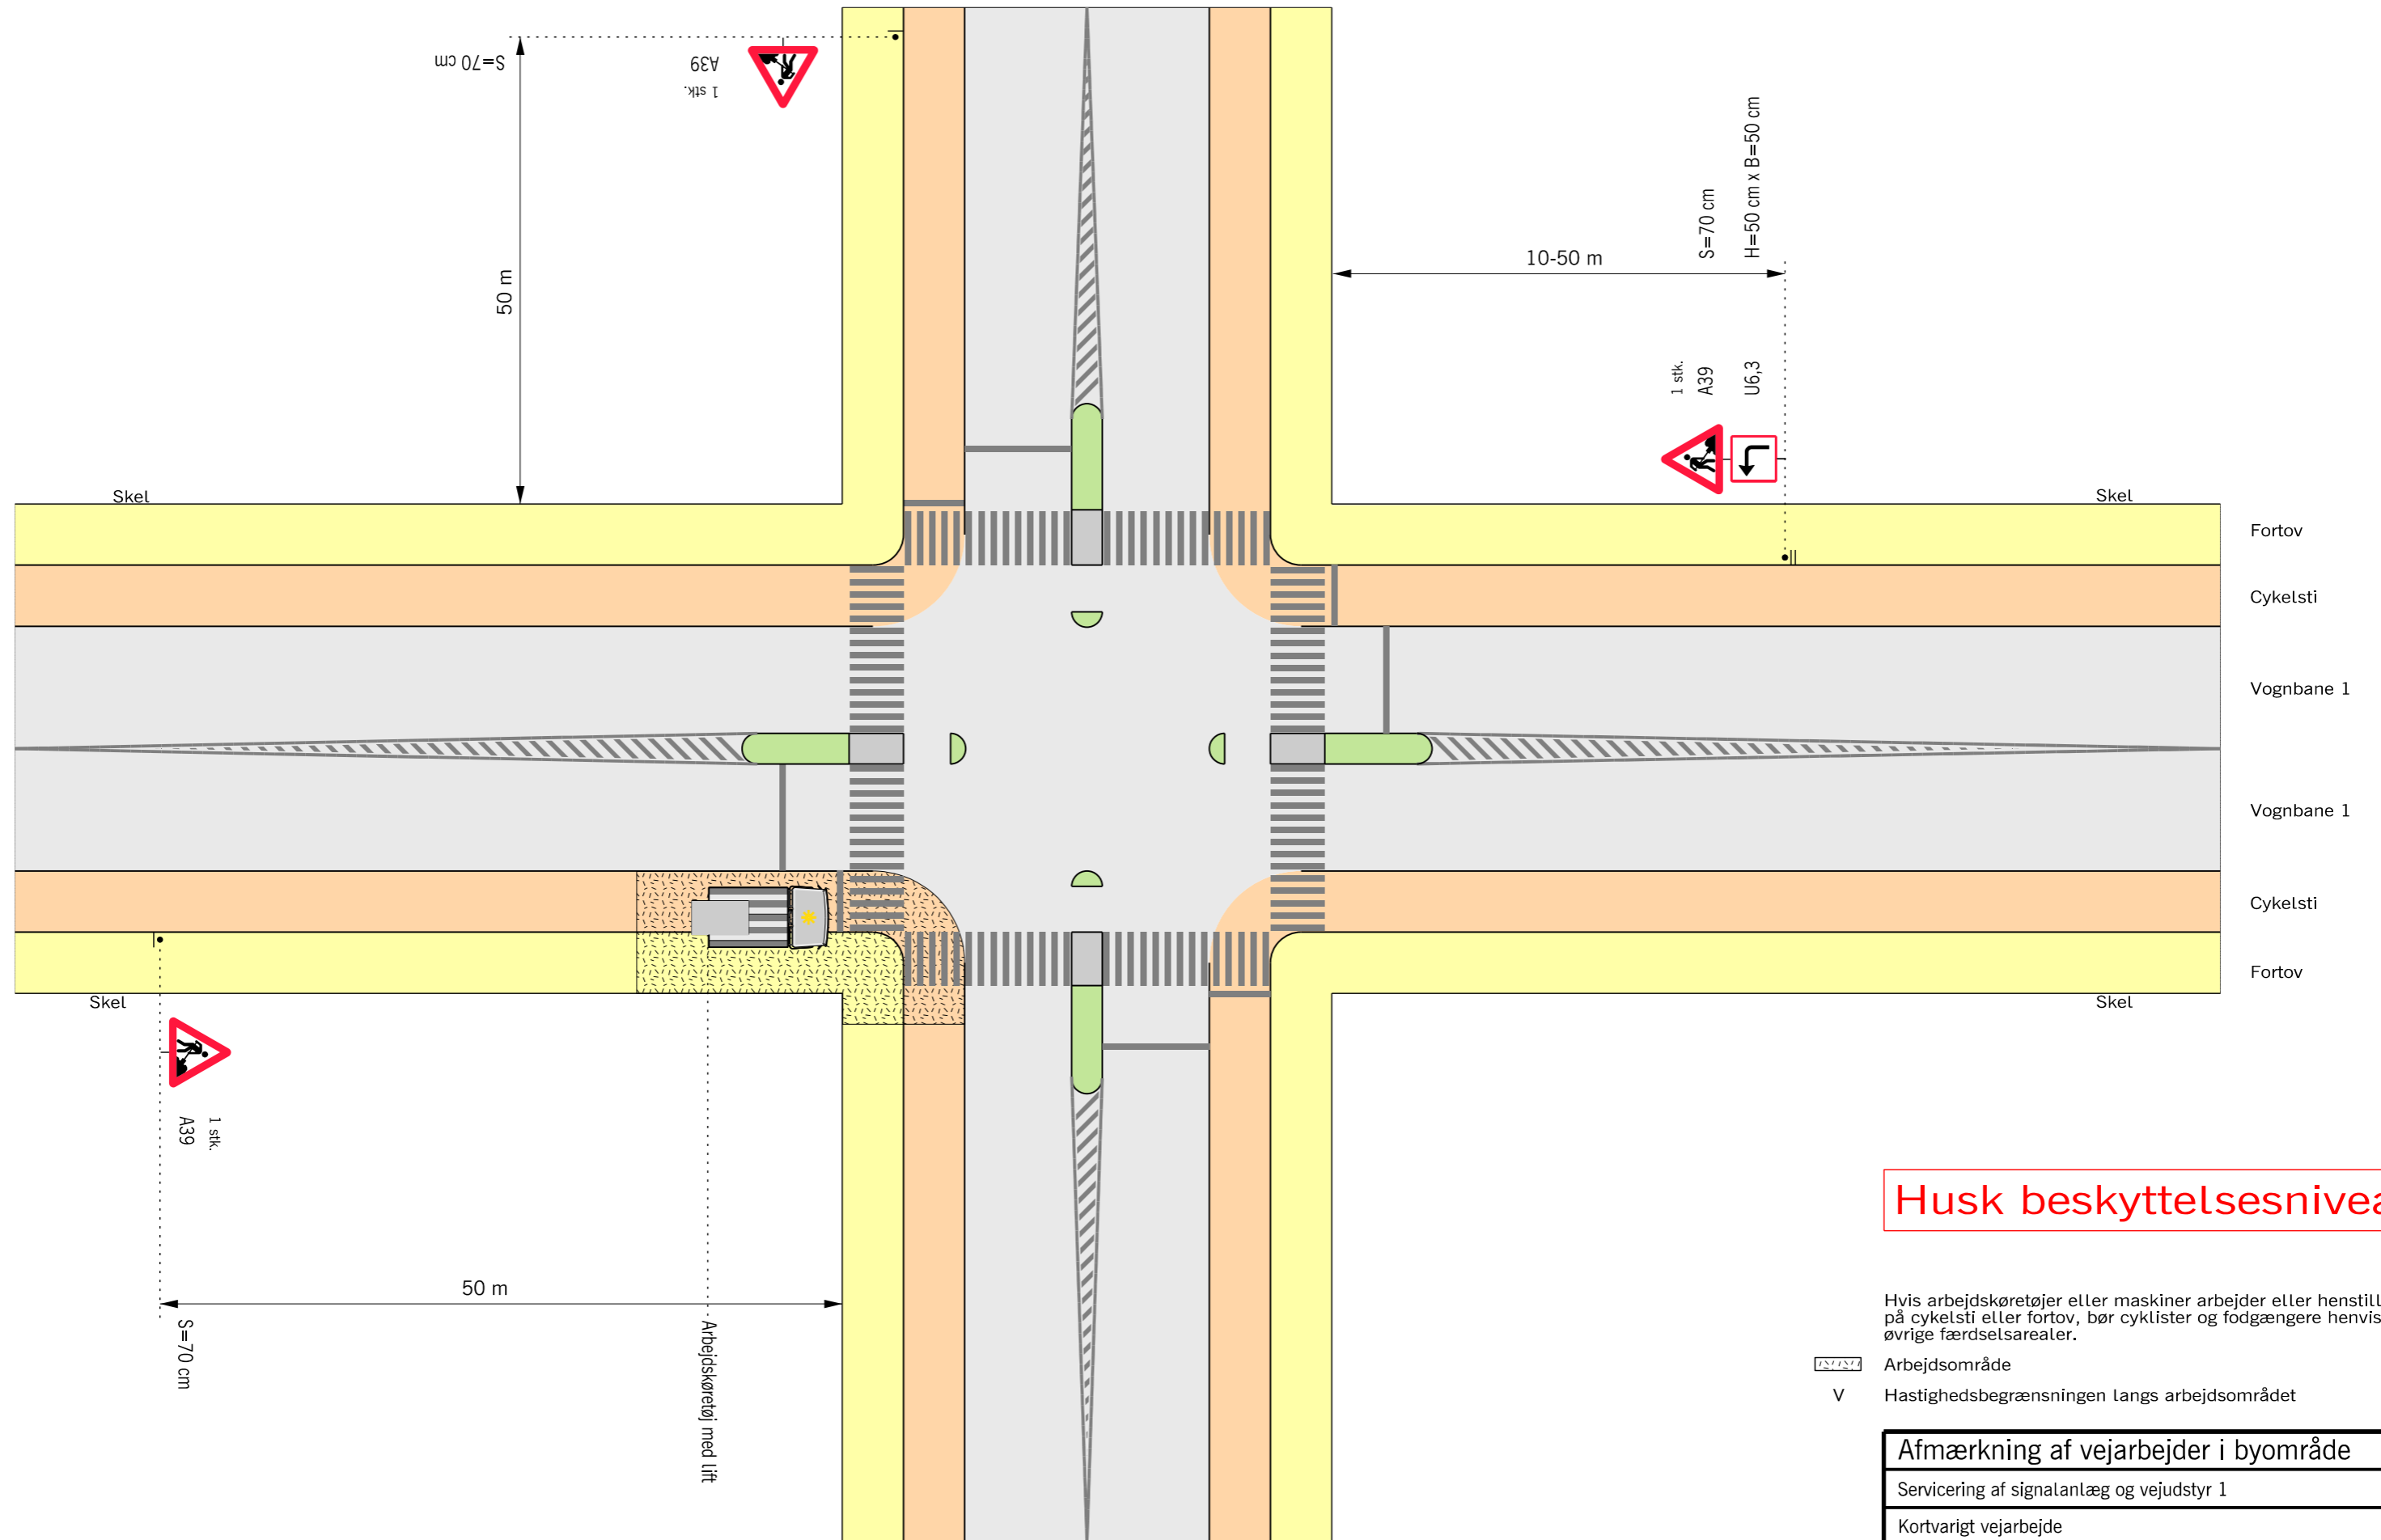 S=70 cm
A39
1 stk.
50 m
10-50 m
S=70 cm
H=50 cm x B=50 cm
1 stk.
A39
U6,3
Skel
Skel
Fortov
Cykelsti
Vognbane 1
Vognbane 1
Cykelsti
Fortov
Skel
Skel
1 stk.
A39
50 m
S=70 cm
Arbejdskøretøj med lift
Husk beskyttelsesnivea
Hvis arbejdskøretøjer eller maskiner arbejder eller henstill
på cykelsti eller fortov, bør cyklister og fodgængere henvis
øvrige færdselsarealer.
Arbejdsområde
V Hastighedsbegrænsningen langs arbejdsområdet
Afmærkning af vejarbejder i byområde
Servicering af signalanlæg og vejudstyr 1
Kortvarigt vejarbejde